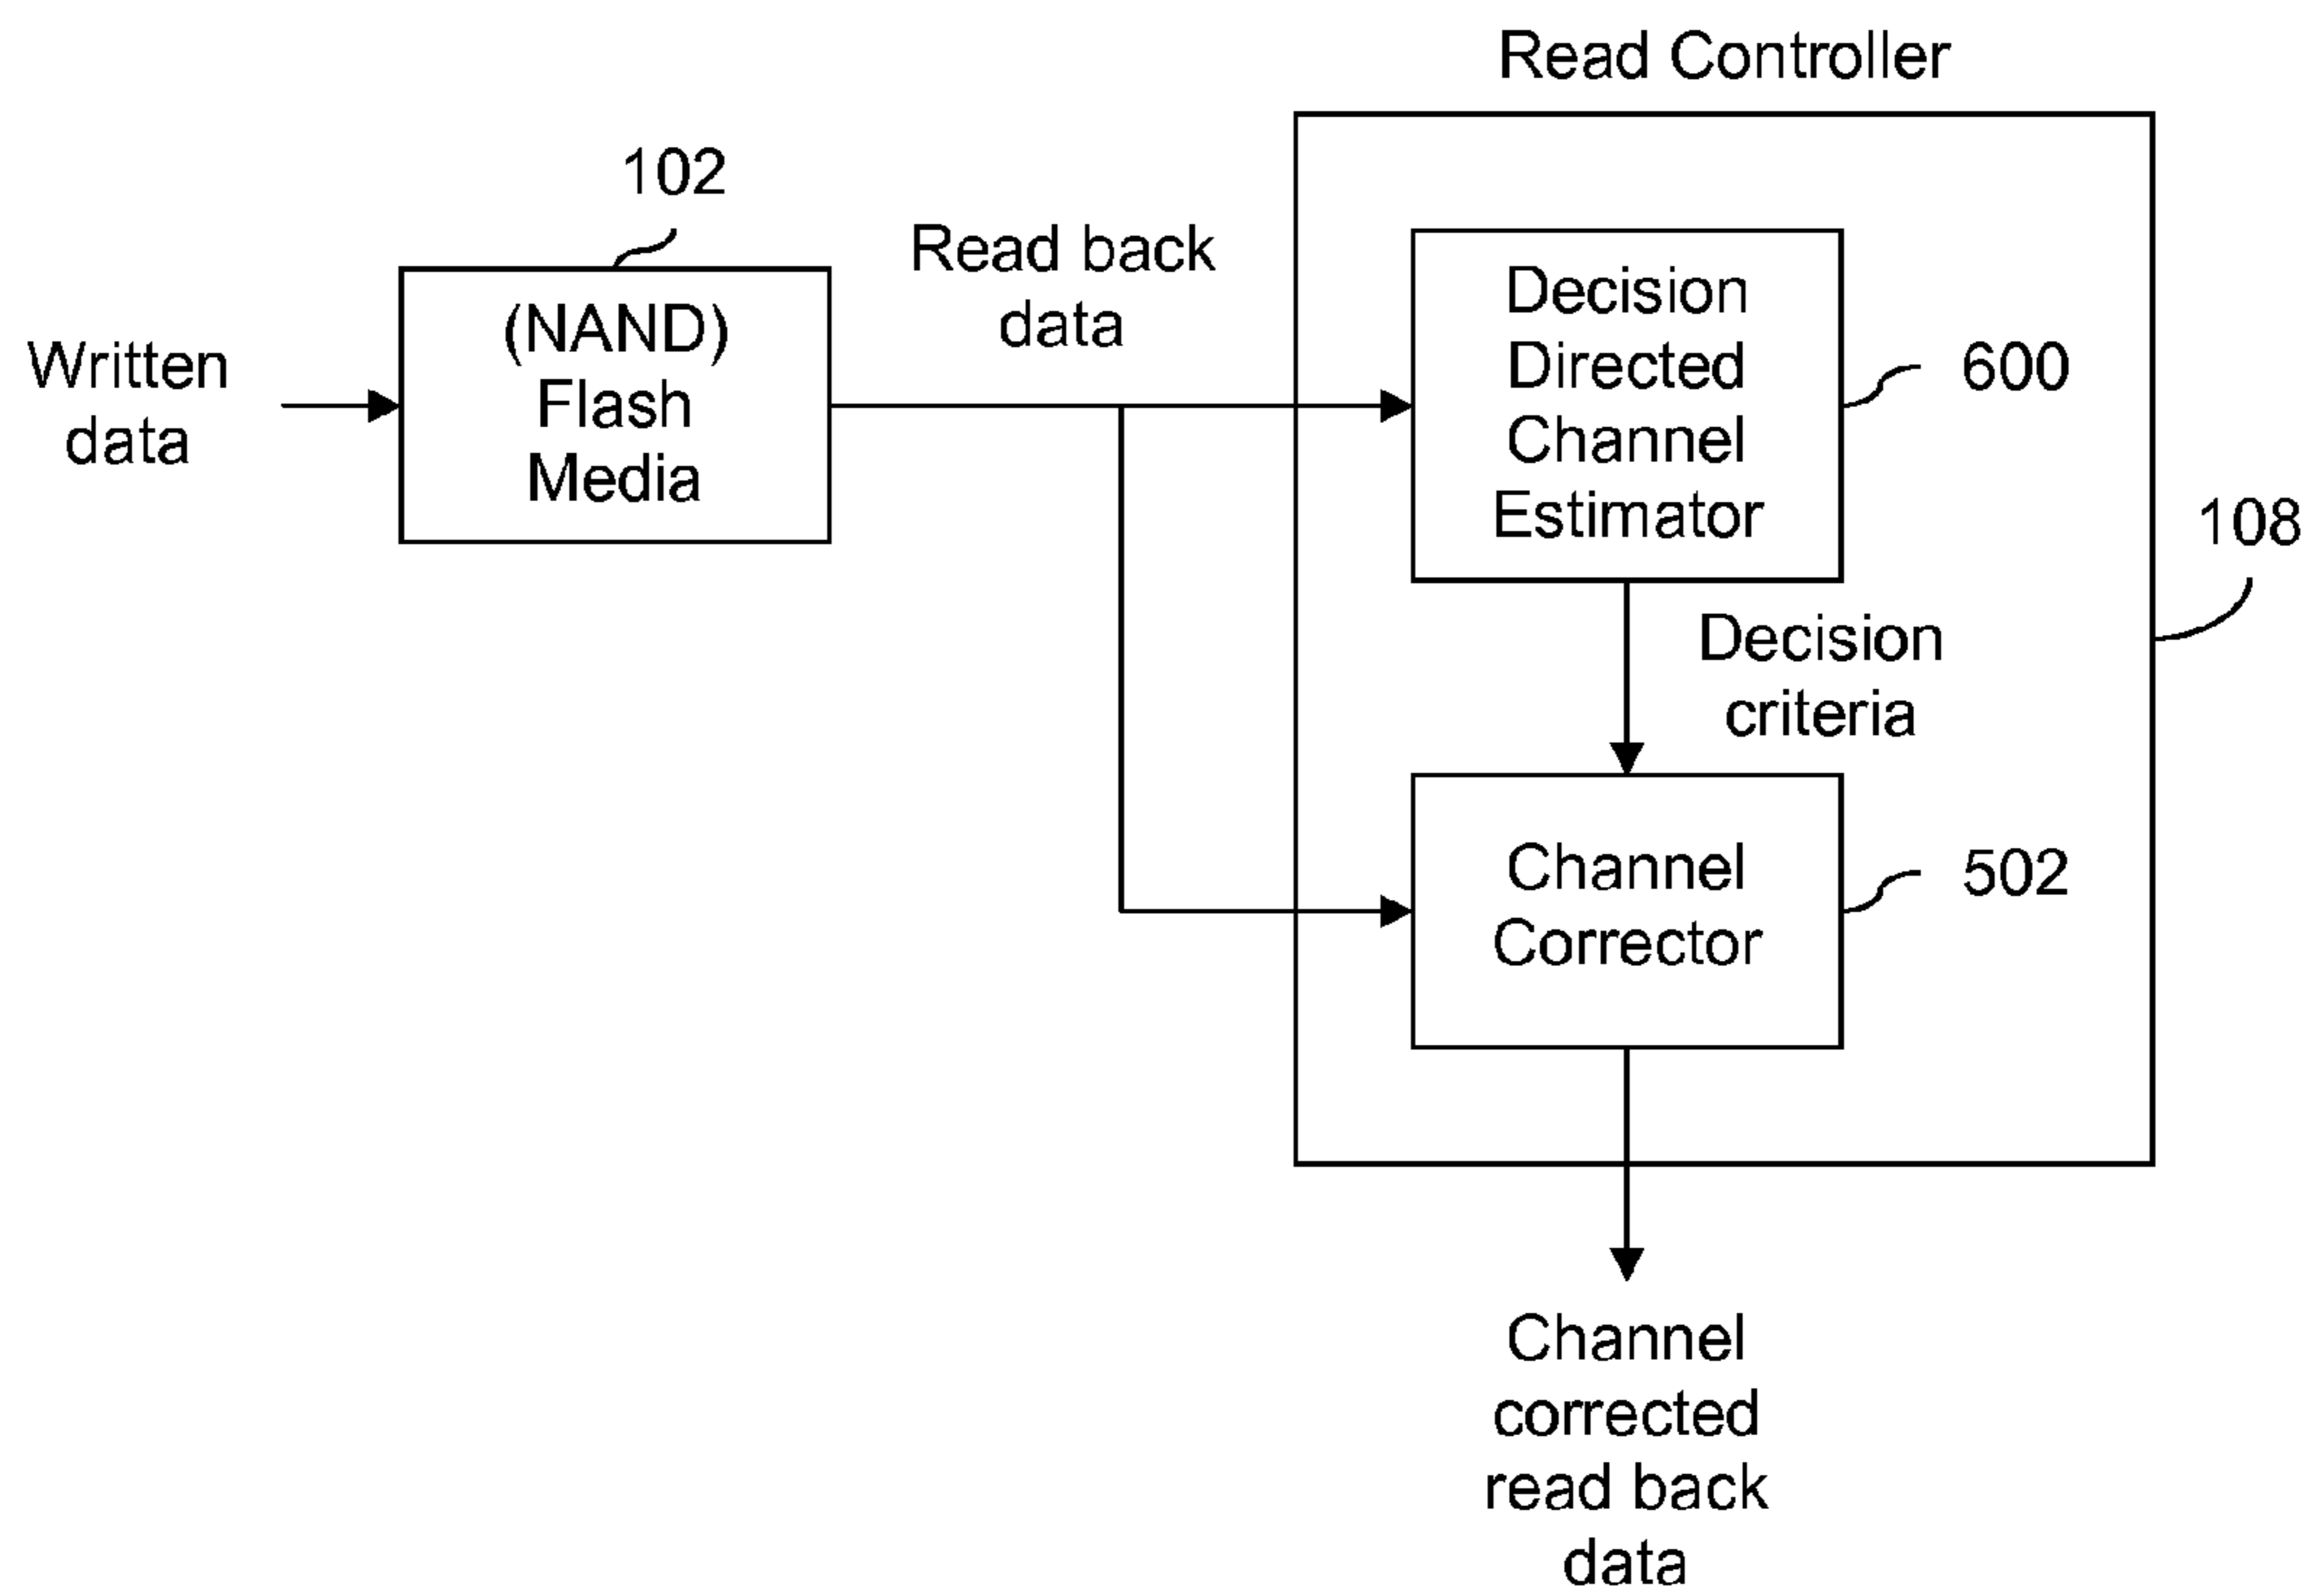 Read Controller
102
Written
data
(NAND)
Flash
Media
Read back
data
Decision
Directed
Channel
Estimator
600
108
Decision
criteria
Channel
Corrector
502
Channel
corrected
read back
data